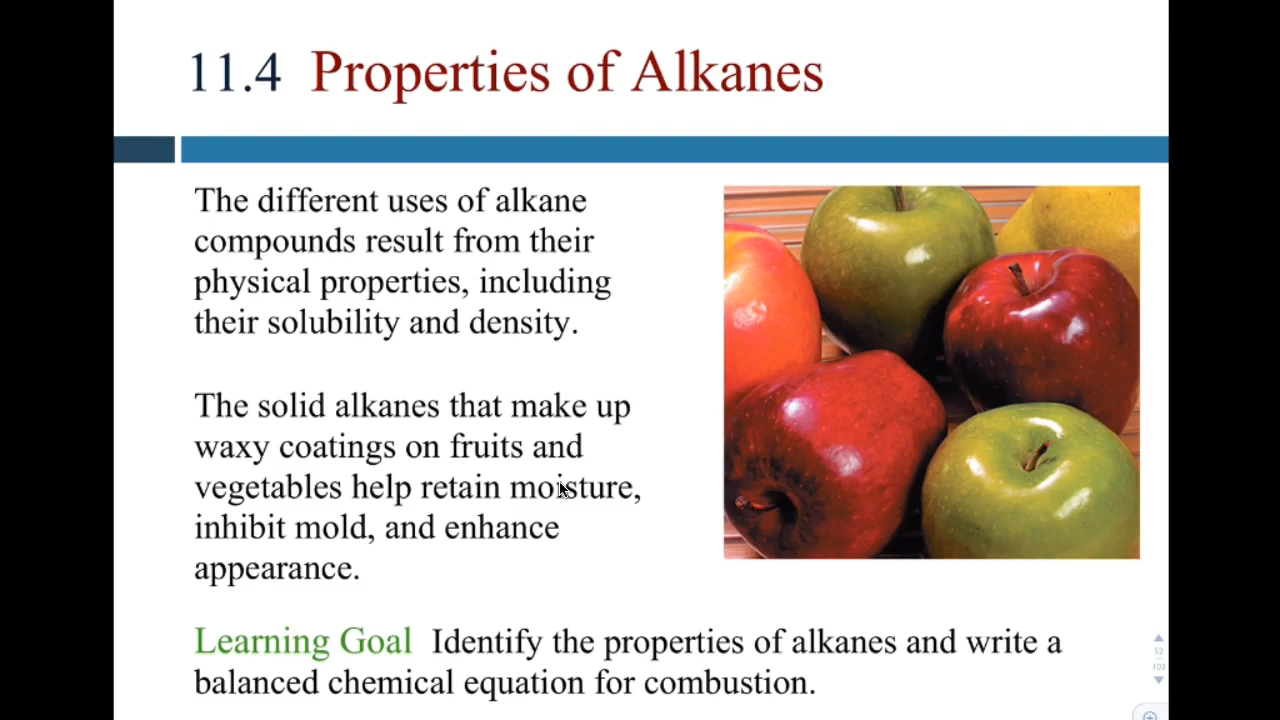 11.4 Properties of Alkanes
The different uses of alkane
compounds result from their
physical properties, including
their solubility and density.
The solid alkanes that make up
waxy coatings on fruits and
vegetables help retain moisture,
inhibit mold, and enhance
appearance.
Learning Goal Identify the properties of alkanes and write a
balanced chemical equation for combustion.
52
103